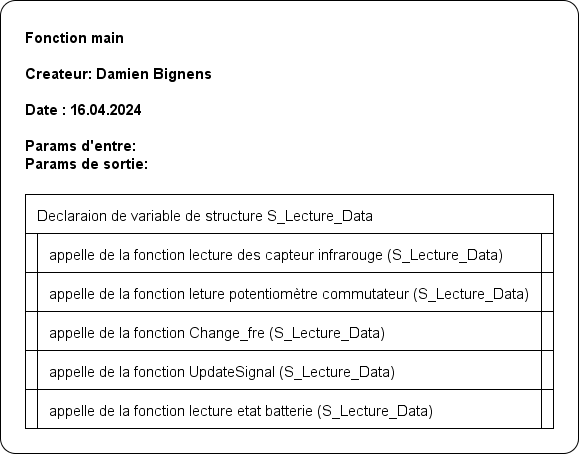 Fonction main
Createur: Damien Bignens
Date : 16.04.2024
Params d'entre:
Params de sortie:
Declaraion de variable de structure S_Lecture_Data
appelle de la fonction lecture des capteur infrarouge (S_Lecture_Data)
appelle de la fonction leture potentiomètre commutateur (S_Lecture_Data)
appelle de la fonction Change_fre (S_Lecture_Data)
appelle de la fonction UpdateSignal (S_Lecture_Data)
appelle de la fonction lecture etat batterie (S_Lecture_Data)